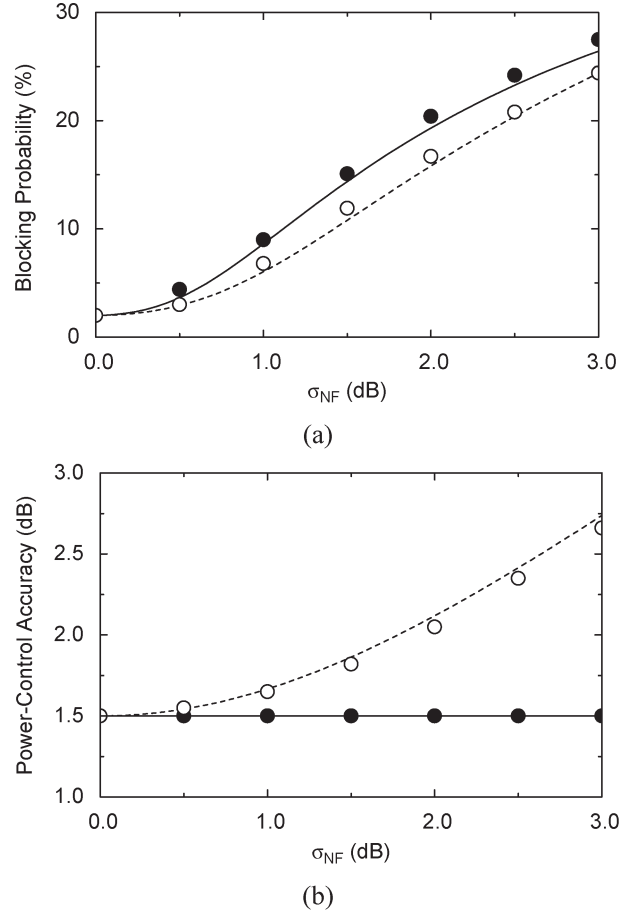 30
20
10
0
Blocking Probability (%)
0.0 1.0 2.0 3.0
σNF (dB)
(a)
3.0
2.5
2.0
1.5
1.0
Power-Control Accuracy (dB)
0.0 1.0 2.0 3.0
σNF (dB)
(b)